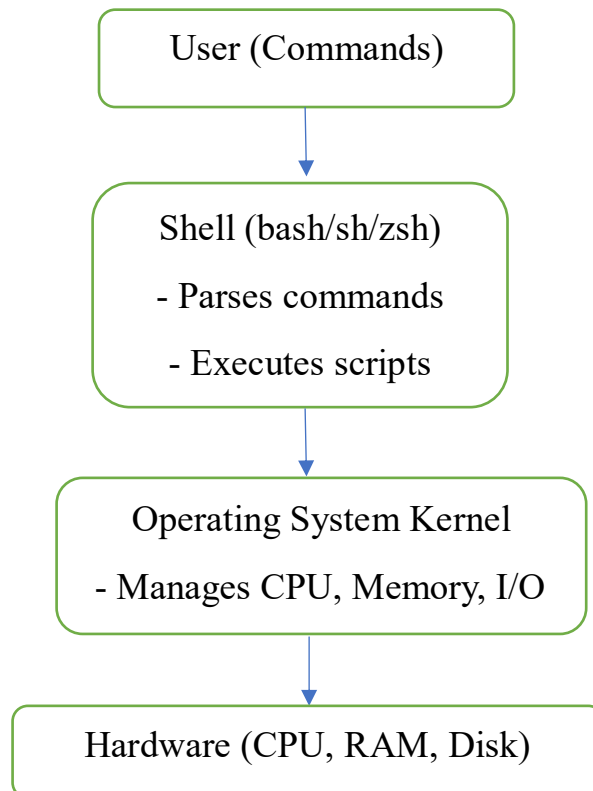 User (Commands)
Shell (bash/sh/zsh)
- Parses commands
- Executes scripts
Operating System Kernel
- Manages CPU, Memory, I/O
Hardware (CPU, RAM, Disk)